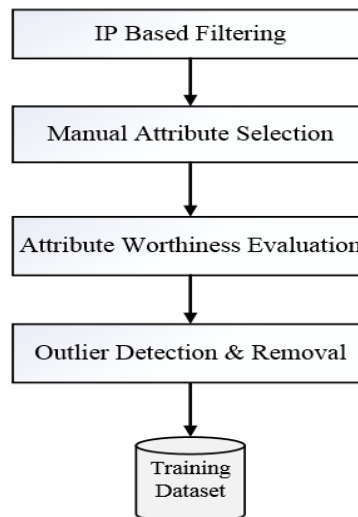 IP Based Filtering
Manual Attribute Selection
Attribute Worthiness Evaluation
Outlier Detection & Removal
Training
Dataset